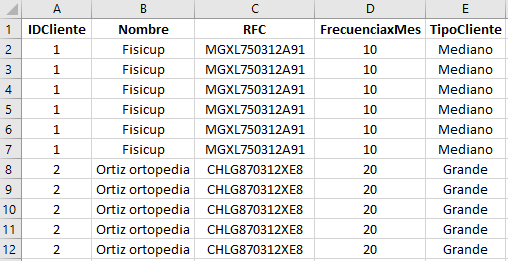 A B C D E
1 IDCliente Nombre RFC FrecuenciaxMes TipoCliente
2 1 Fisicup MGXL750312A91 10 Mediano
3 1 Fisicup MGXL750312A91 10 Mediano
4 1 Fisicup MGXL750312A91 10 Mediano
5 1 Fisicup MGXL750312A91 10 Mediano
6 1 Fisicup MGXL750312A91 10 Mediano
7 1 Fisicup MGXL750312A91 10 Mediano
8 2 Ortiz ortopedia CHLG870312XE8 20 Grande
9 2 Ortiz ortopedia CHLG870312XE8 20 Grande
10 2 Ortiz ortopedia CHLG870312XE8 20 Grande
11 2 Ortiz ortopedia CHLG870312XE8 20 Grande
12 2 Ortiz ortopedia CHLG870312XE8 20 Grande